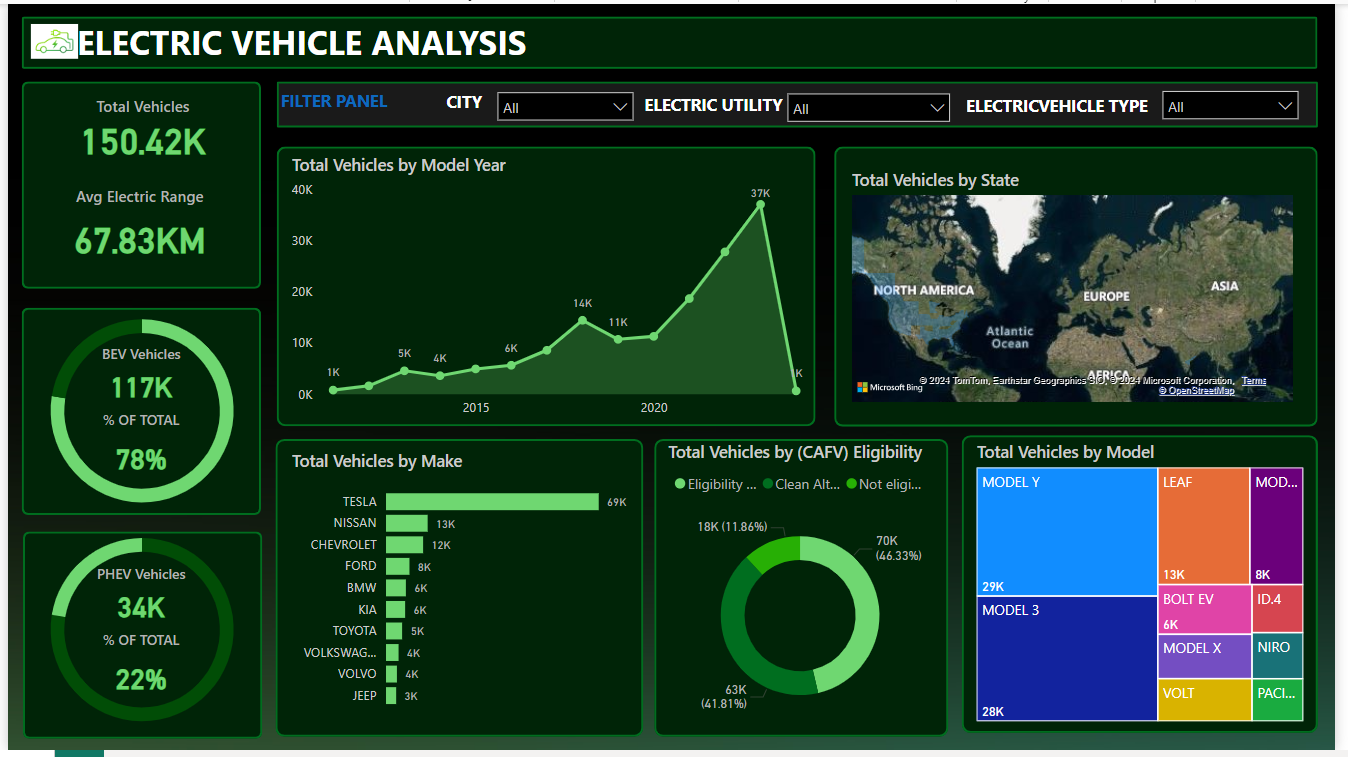 ELECTRIC VEHICLE ANALYSIS
Total Vehicles
150.42K
Avg Electric Range
67.83KM
FILTER PANEL
CITY
All
ELECTRIC UTILITY
All
ELECTRICVEHICLE TYPE
All
BEV Vehicles
117K
% OF TOTAL
78%
PHEV Vehicles
34K
% OF TOTAL
22%
Total Vehicles by Model Year
40K
30K
20K
10K
0K
1K
5K
4K
6K
14K
11K
37K
1K
2015
2020
Total Vehicles by State
NORTH AMERICA
EUROPE
ASIA
Atlantic
Ocean
AFRICA
Microsoft Bing
© 2024 TomTom, Earthstar Geographics SIO, © 2024 Microsoft Corporation, Terms
© OpenStreetMap
Total Vehicles by Make
TESLA 69K
NISSAN 13K
CHEVROLET 12K
FORD 8K
BMW 6K
KIA 6K
TOYOTA 5K
VOLKSWAG... 4K
VOLVO 4K
JEEP 3K
Total Vehicles by (CAFV) Eligibility
Eligibility ... Clean Alt... Not eligi...
18K (11.86%)
70K
(46.33%)
63K
(41.81%)
Total Vehicles by Model
MODEL Y
29K
MODEL 3
28K
LEAF
13K
MOD...
8K
BOLT EV
6K
ID.4
MODEL X
NIRO
VOLT
PACI...